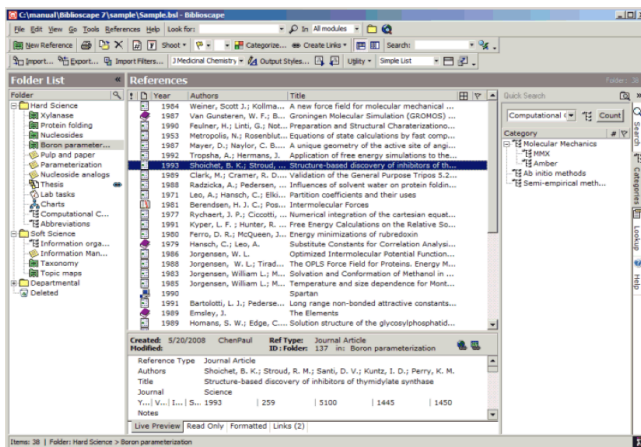 C:\manual\Biblioscape 7\sample\Sample.bsl - Biblioscape
File Edit View Go Tools References Help Look for: In All modules
New Reference Shoot Categorize... Create Links Search:
Import... Export... Import Filters... J Medicinal Chemistry Output Styles... Utility Simple List
Folder List « References Folder: 38
Folder ! Year Authors Title Quick Search
Hard Science
Xylanase
Protein folding
Nucleosides
Boron parameter...
Pulp and paper
Parameterization
Nucleoside analogs
Thesis
Lab tasks
Charts
Computational C...
Abbreviations
Soft Science
Information orga...
Information Man...
Taxonomy
Topic maps
Departmental
Deleted
1984 Weiner, Scott J.; Kollma... A new force field for molecular mechanical ...
1987 Van Gunsteren, W. F.; B... Groningen Molecular Simulation (GROMOS) ...
1990 Feulner, H.; Linti, G.; Not... Preparation and Structural Charaterizationo...
1953 Metropolis, N.; Rosenblut... Equations of state calculations by fast comp...
1987 Mayer, D.; Naylor, C. B.... A unique geometry of the active site of angi...
1992 Tropsha, A.; Hermans, J. Application of free energy simulations to the...
1993 Shoichet, B. K.; Stroud, ... Structure-based discovery of inhibitors of th...
1989 Clark, M.; Cramer, R. D.... Validation of the General Purpose Tripos 5.2...
1988 Radzicka, A.; Pedersen, ... Influences of solvent water on protein foldin...
1971 Leo, A.; Hansch, C.; Elki... Partition coefficients and their uses
1981 Berendsen, H. J. C.; Pos... Intermolecular Forces
1977 Rychaert, J. P.; Ciccotti, ... Numerical integration of the cartesian equat...
1991 Kyper, L. F. ; Hunter, R. ... Free Energy Calculations on the Relative So...
1980 Ferro, D. R.; McQueen, J... Energy minimizations of rubredoxin
1979 Hansch, C.; Leo, A. Substitute Constants for Correlation Analysi...
1986 Jorgensen, W. L. Optimized Intermolecular Potential Function...
1988 Jorgensen, W. L.; Tirad... The OPLS Force Field for Proteins. Energy M...
1983 Jorgensen, William L.; M... Solvation and Conformation of Methanol in ...
1985 Jorgensen, William L.; M... Temperature and size dependence for Mont...
1990 Spartan
1991 Bartolotti, L. J.; Pederse... Long range non-bonded attractive constants...
1989 Emsley, J. The Elements
1989 Homans, S. W.; Edge, C.... Solution structure of the glycosylphosphatid...
Computational ( Count
Category #
Molecular Mechanics
MMX
Amber
Ab initio methods
Semi-empirical meth...
Search
Categories
Lookup
Help
Created: 5/20/2008 ChenPaul Ref Type: Journal Article
Modified: ID : Folder: 137 in: Boron parameterization
Reference Type Journal Article
Authors Shoichet, B. K.; Stroud, R. M.; Santi, D. V.; Kuntz, I. D.; Perry, K. M.
Title Structure-based discovery of inhibitors of thymidylate synthase
Journal Science
Y...| V...| I...| S... 1993 | 259 | 5100 | 1445 | 1450
Notes
Live Preview Read Only Formatted Links (2)
Items: 38 | Folder: Hard Science > Boron parameterization